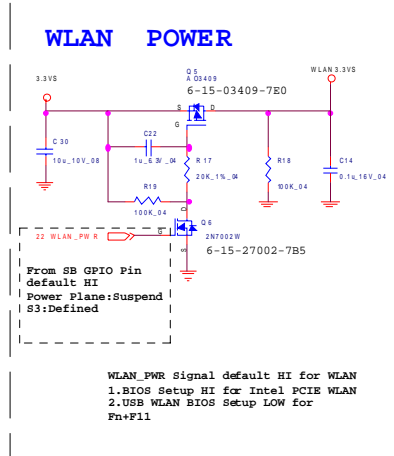 WLAN POWER
Q5
AO3409
6-15-03409-7E0
3.3VS
WLAN3.3VS
S
D
G
C30
10u_10V_08
C22
1u_6.3V_04
R17
20K_1%_04
R18
100K_04
C14
0.1u_16V_04
R19
100K_04
D
Q6
G
2N7002W
S
6-15-27002-7B5
22 WLAN_PWR
From SB GPIO Pin
default HI
Power Plane:Suspend
S3:Defined
WLAN_PWR Signal default HI for WLAN
1.BIOS Setup HI for Intel PCIE WLAN
2.USB WLAN BIOS Setup LOW for
Fn+F11